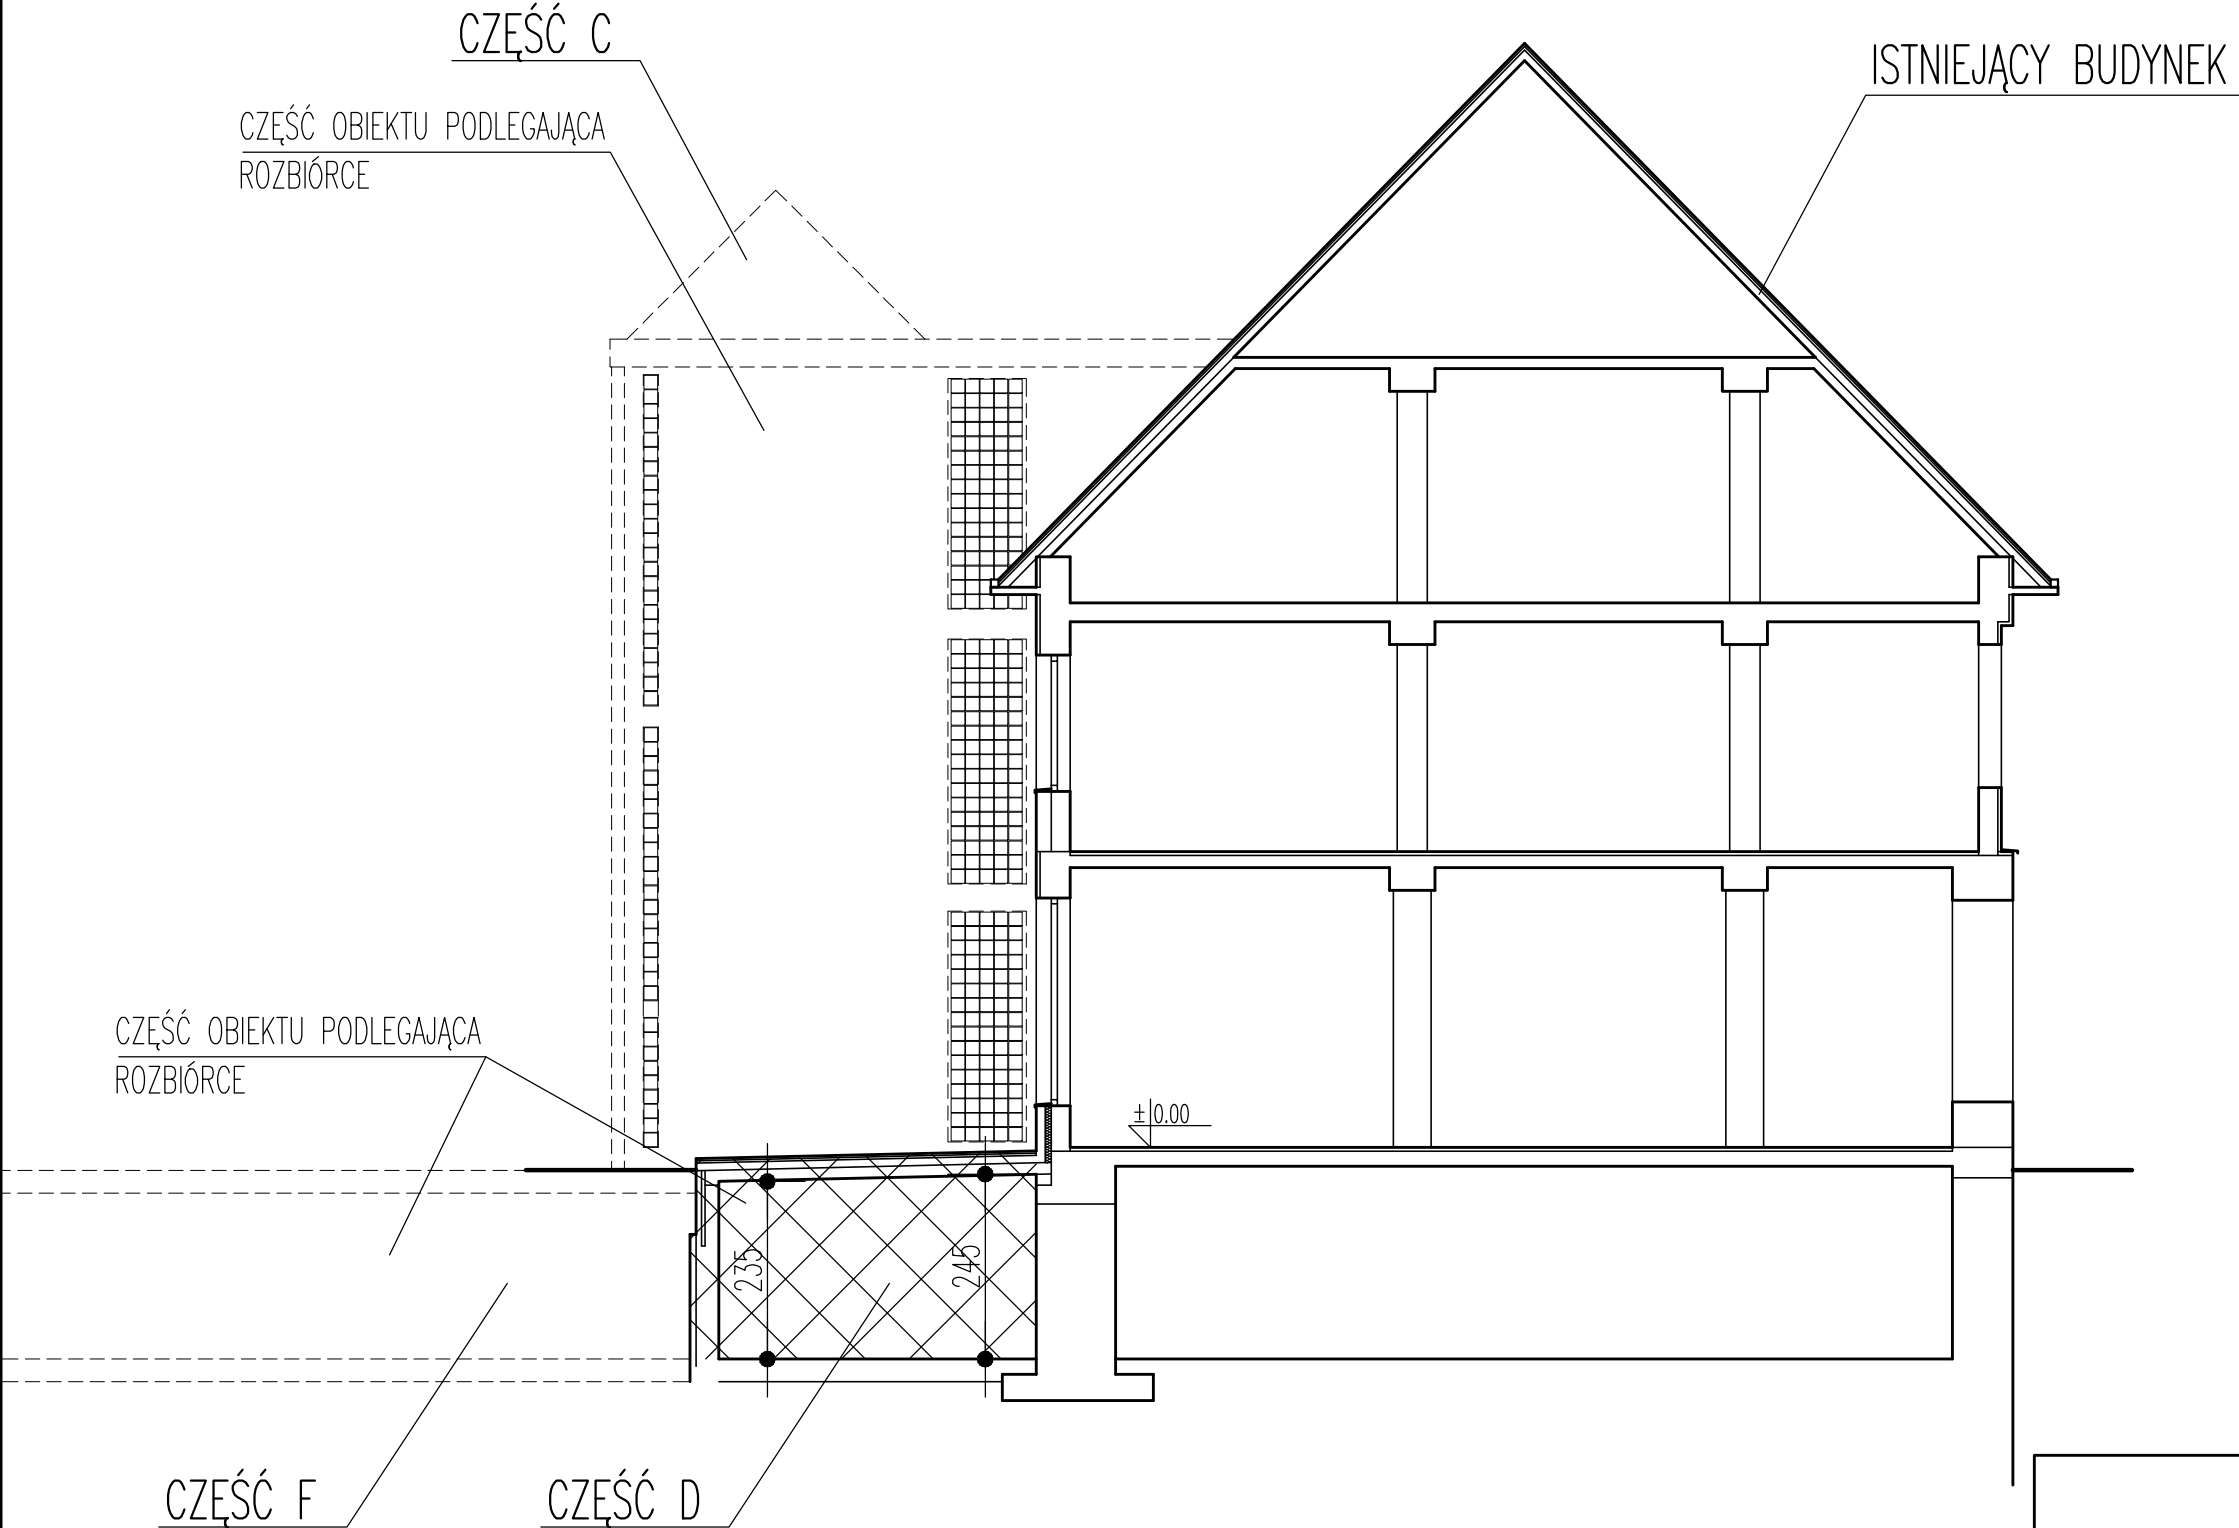 CZĘŚĆ C
ISTNIEJĄCY BUDYNEK
CZĘŚĆ OBIEKTU PODLEGAJĄCA
ROZBIÓRCE
CZĘŚĆ OBIEKTU PODLEGAJĄCA
ROZBIÓRCE
±0.00
235
245
CZĘŚĆ F
CZĘŚĆ D